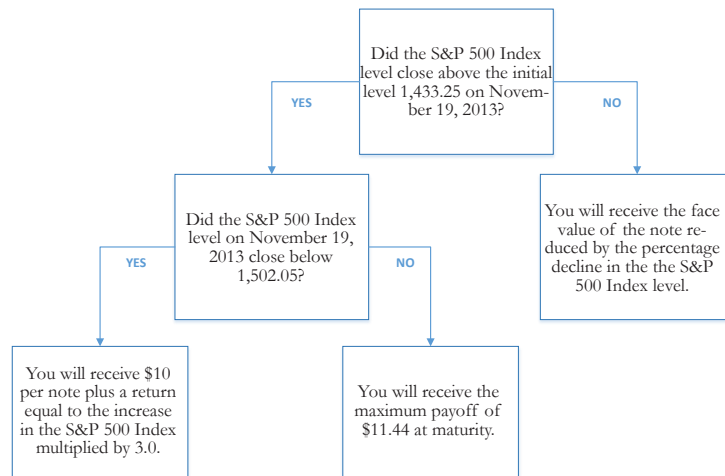 Did the S&P 500 Index
level close above the initial
level 1,433.25 on Novem-
ber 19, 2013?
YES
NO
Did the S&P 500 Index
level on November 19,
2013 close below
1,502.05?
You will receive the face
value of the note re-
duced by the percentage
decline in the the S&P
500 Index level.
YES
NO
You will receive $10
per note plus a return
equal to the increase
in the S&P 500 Index
multiplied by 3.0.
You will receive the
maximum payoff of
$11.44 at maturity.